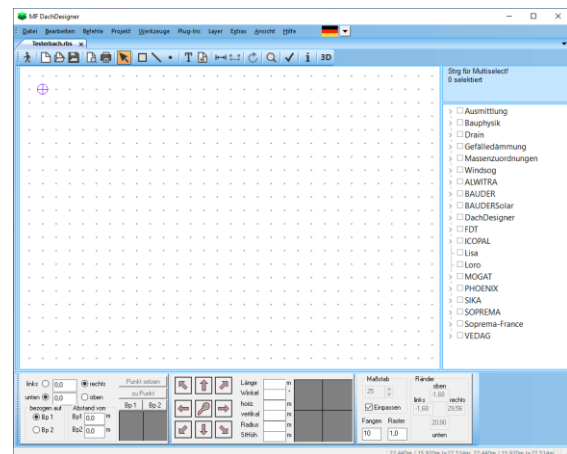 MF DachDesigner
Datei Bearbeiten Befehle Projekt Werkzeuge Plug-Ins Layer Extras Ansicht Hilfe
Testerbach.rbs x
T i 3D
Strg für Multiselect!
0 selektiert
Ausmittlung
Bauphysik
Drain
Gefälledämmung
Massenzuordnungen
Windsog
ALWITRA
BAUDER
BAUDERSolar
DachDesigner
FDT
ICOPAL
Lisa
Loro
MOGAT
PHOENIX
SIKA
SOPREMA
Soprema-France
VEDAG
links 0,0 rechts Punkt setzen
unten 0,0 oben zu Punkt
bezogen auf Abstand von Bp 1 Bp 2
Bp 1 Bp1 0,0 m
Bp 2 Bp2 0,0 m
Länge m
Winkel °
horiz m
vertikal m
Radius m
StHöh m
Maßstab Ränder
25 oben
-1,60
links rechts
Einpassen -1,60 29,56
Fangen Raster 20,00
10 1,0 unten